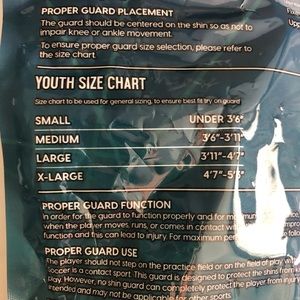 PROPER GUARD PLACEMENT
The guard should be centered on the shin so as not to
impair knee or ankle movement.
To ensure proper guard size selection, please refer to
the size chart.
YOUTH SIZE CHART
Size chart to be used for general sizing, to ensure best fit try on guard
SMALL UNDER 3'6"
MEDIUM 3'6"-3'11"
LARGE 3'11"-4'7"
X-LARGE 4'7"-5'3"
PROPER GUARD FUNCTION
In order for the guard to function properly and for maximum
when the player moves, runs, or comes in contact with
function and this can lead to injury. For maximum
PROPER GUARD USE
The player should not step on the practice field or on the field of play with
Soccer is a contact sport. This guard is designed to protect the shins from
play. However, no shin guard can completely protect
intended and may not be applicable for other sports